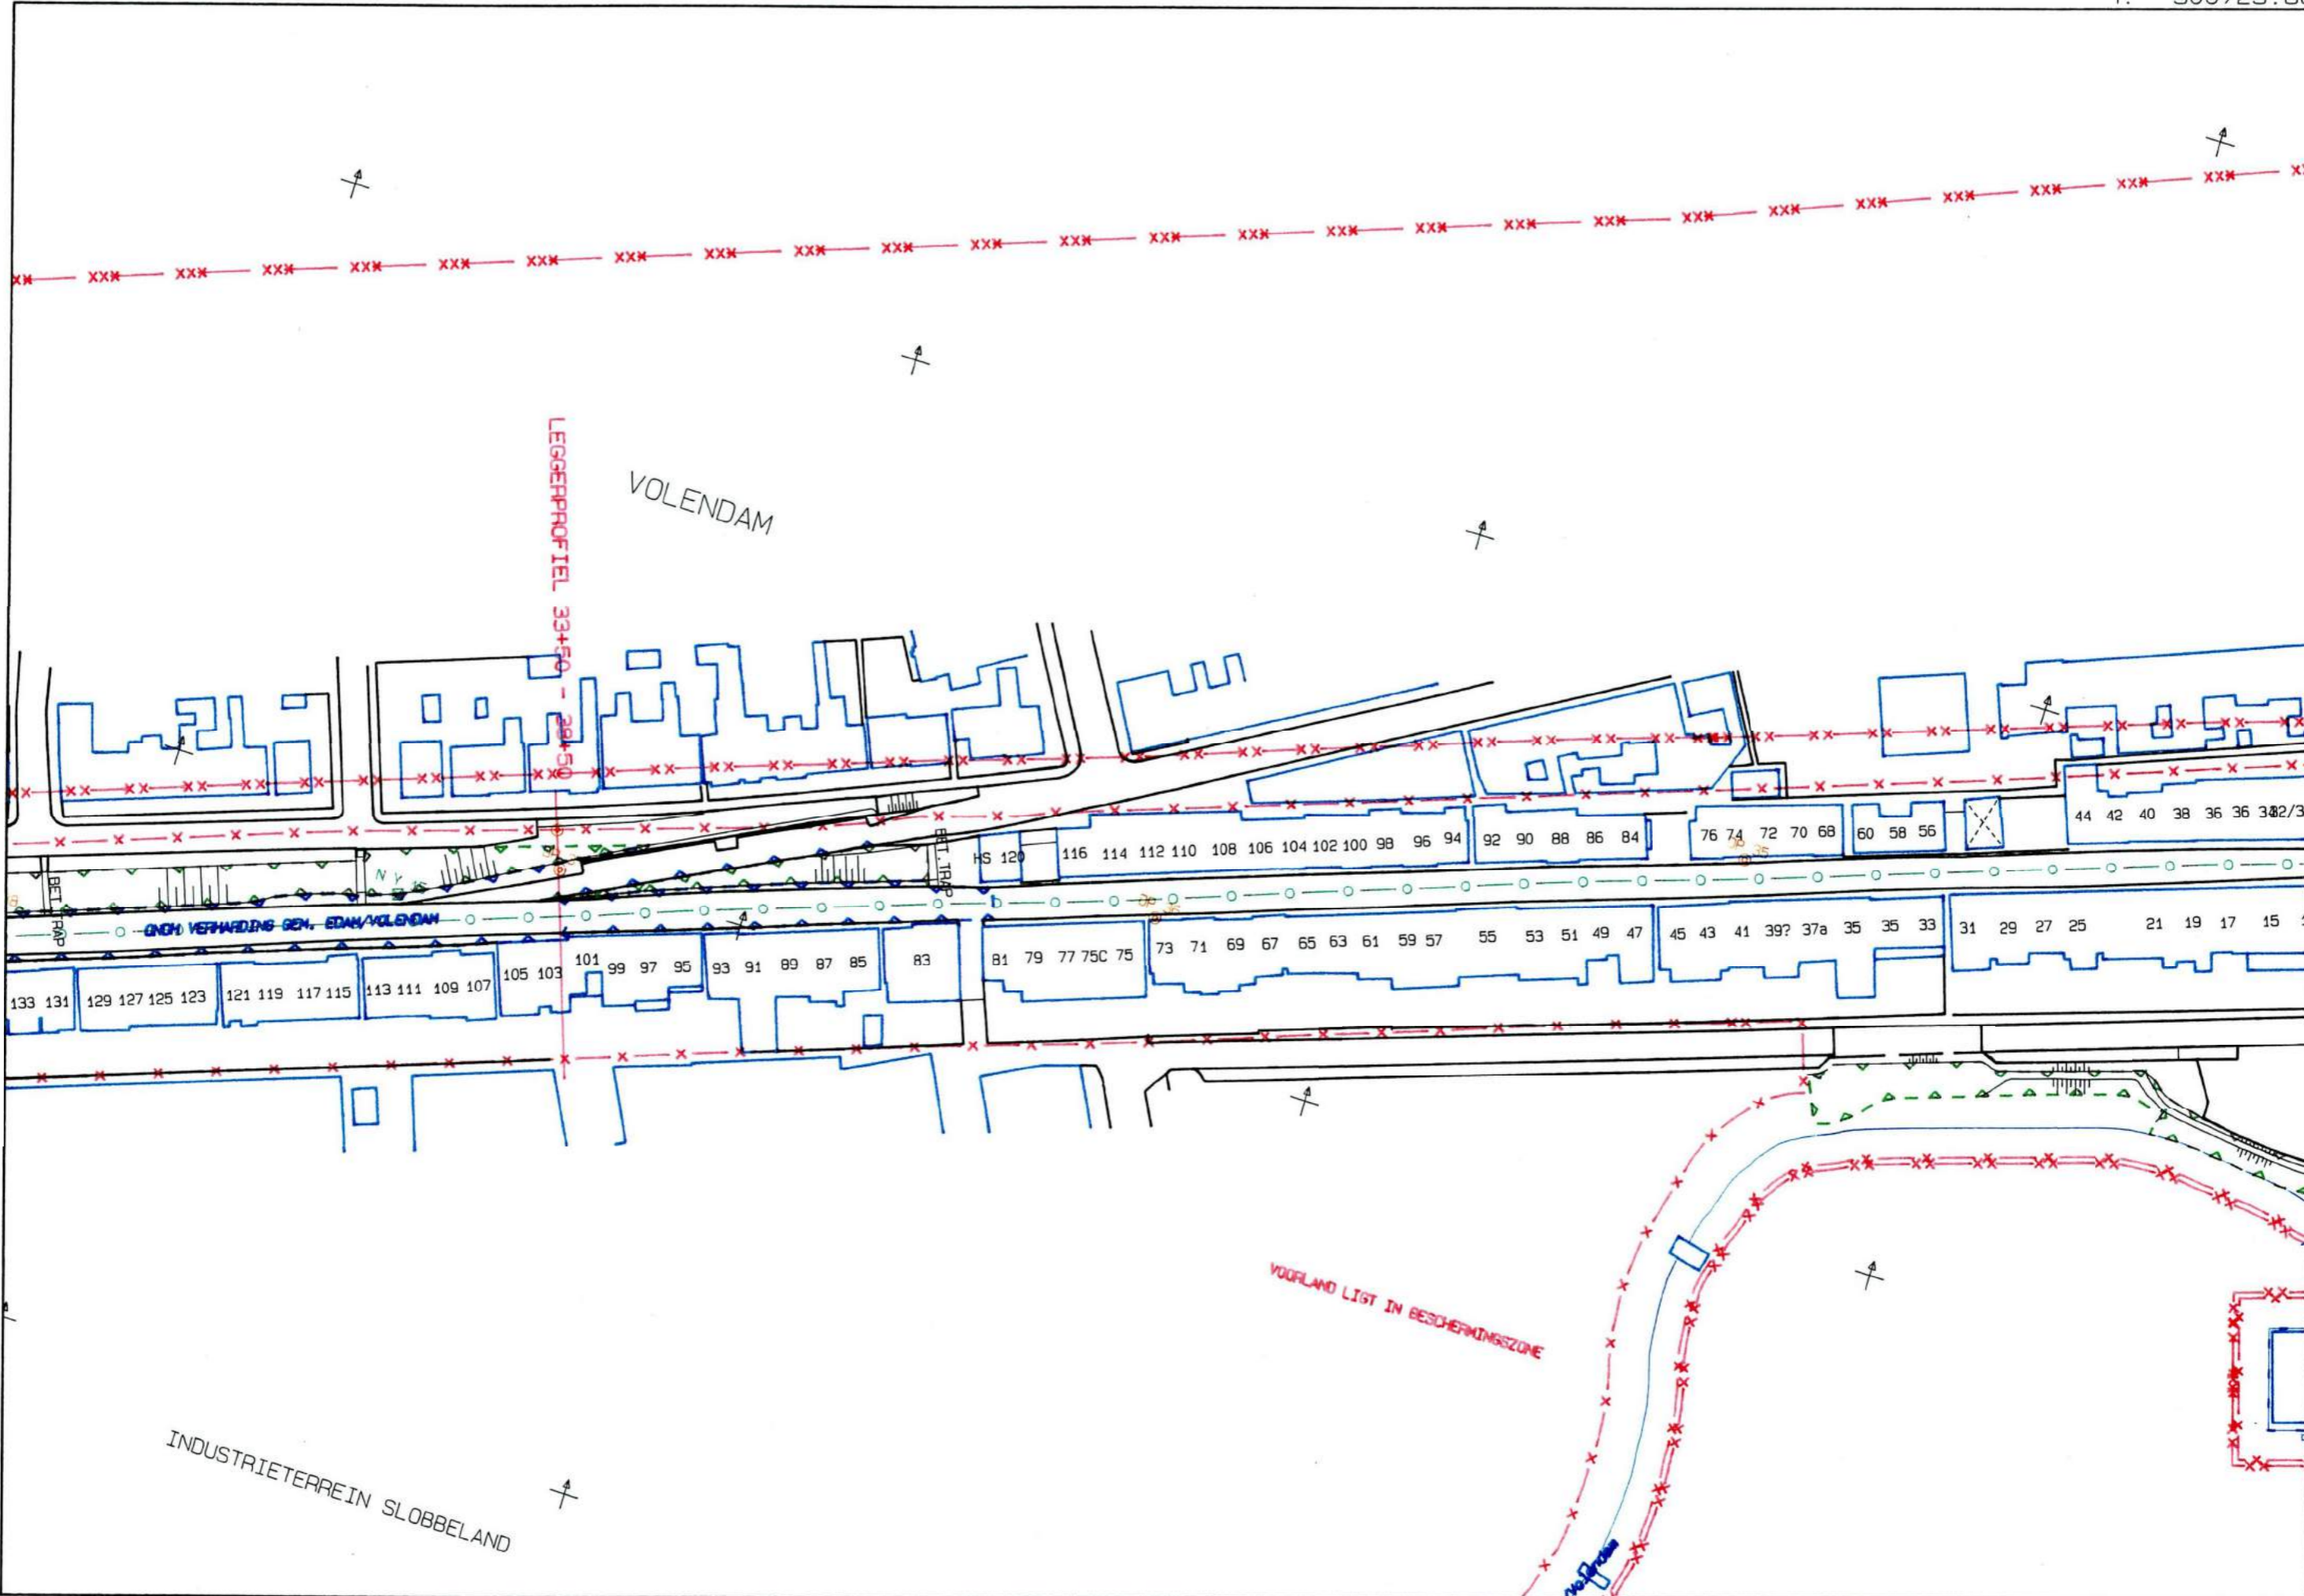 LEGGERPROFIEL 33+50 - 38+50
VOLENDAM
BET.TRAP
BET.TRAP
HS 120
116 114 112 110 108 106 104 102 100 98 96 94
92 90 88 86 84
76 74 72 70 68
60 58 56
44 42 40 38 36 36
ONDH VERHARDING GEM. EDAM/VOLENDAM
133 131
129 127 125 123
121 119 117 115
113 111 109 107
105 103 101 99 97 95
93 91 89 87 85
83
81 79 77 75C 75
73 71 69 67 65 63 61 59 57 55 53 51 49 47
45 43 41 39? 37a 35 35 33
31 29 27 25 21 19 17 15
VOORLAND LIGT IN BESCHERMINGSZONE
INDUSTRIETERREIN SLOBBELAND
Volendam